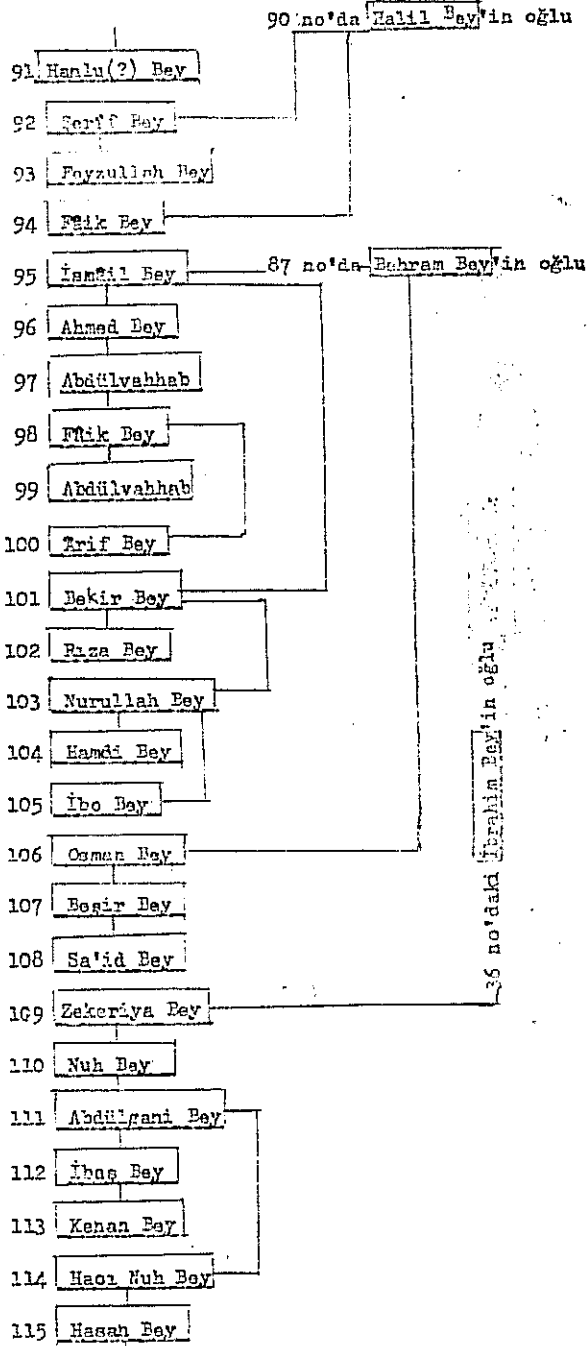 90 no'da Halil Bey'in oğlu
91 Hanlu(?) Bey
92 Şerîf Bey
93 Feyzullah Bey
94 Fâik Bey
95 İsmâil Bey 87 no'da Behram Bey'in oğlu
96 Ahmed Bey
97 Abdülvahhab
98 Fâik Bey
99 Abdülvahhab
100 Ârif Bey
101 Bekir Bey
102 Rıza Bey
103 Nurullah Bey
104 Hamdi Bey
105 İbo Bey
36 no'daki İbrahim Bey'in oğlu
106 Osman Bey
107 Beşir Bey
108 Sa'id Bey
109 Zekeriya Bey
110 Nuh Bey
111 Abdülgani Bey
112 İbaş Bey
113 Kenan Bey
114 Hacı Nuh Bey
115 Hasan Bey